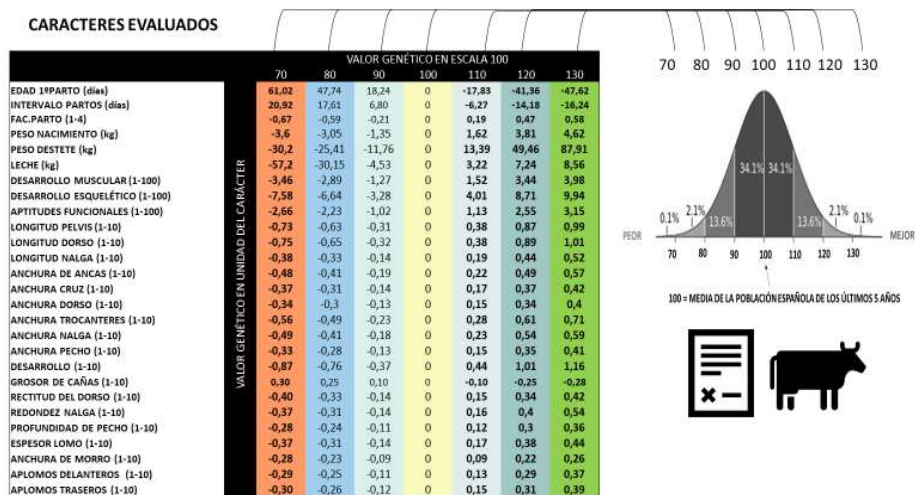 CARACTERES EVALUADOS
VALOR GENÉTICO EN ESCALA 100
70 80 90 100 110 120 130
VALOR GENÉTICO EN UNIDAD DEL CARÁCTER
EDAD 1ºPARTO (días) 61,02 47,74 18,24 0 -17,83 -41,36 -47,62
INTERVALO PARTOS (días) 20,92 17,61 6,80 0 -6,27 -14,18 -16,24
FAC.PARTO (1-4) -0,67 -0,59 -0,21 0 0,19 0,47 0,58
PESO NACIMIENTO (kg) -3,6 -3,05 -1,35 0 1,62 3,81 4,62
PESO DESTETE (kg) -30,2 -25,41 -11,76 0 13,39 49,46 87,91
LECHE (kg) -57,2 -30,15 -4,53 0 3,22 7,24 8,56
DESARROLLO MUSCULAR (1-100) -3,46 -2,89 -1,27 0 1,52 3,44 3,98
DESARROLLO ESQUELÉTICO (1-100) -7,58 -6,64 -3,28 0 4,01 8,71 9,94
APTITUDES FUNCIONALES (1-100) -2,66 -2,23 -1,02 0 1,13 2,55 3,15
LONGITUD PELVIS (1-10) -0,73 -0,63 -0,31 0 0,38 0,87 0,99
LONGITUD DORSO (1-10) -0,75 -0,65 -0,32 0 0,38 0,89 1,01
LONGITUD NALGA (1-10) -0,38 -0,33 -0,14 0 0,19 0,44 0,52
ANCHURA DE ANCAS (1-10) -0,48 -0,41 -0,19 0 0,22 0,49 0,57
ANCHURA CRUZ (1-10) -0,37 -0,31 -0,14 0 0,17 0,37 0,42
ANCHURA DORSO (1-10) -0,34 -0,3 -0,13 0 0,15 0,34 0,4
ANCHURA TROCANTERES (1-10) -0,56 -0,49 -0,23 0 0,28 0,61 0,71
ANCHURA NALGA (1-10) -0,49 -0,41 -0,18 0 0,23 0,54 0,59
ANCHURA PECHO (1-10) -0,33 -0,28 -0,13 0 0,15 0,35 0,41
DESARROLLO (1-10) -0,87 -0,76 -0,37 0 0,44 1,01 1,16
GROSOR DE CAÑAS (1-10) 0,30 0,25 0,10 0 -0,10 -0,25 -0,28
RECTITUD DEL DORSO (1-10) -0,40 -0,33 -0,14 0 0,15 0,34 0,42
REDONDEZ NALGA (1-10) -0,37 -0,31 -0,14 0 0,16 0,4 0,54
PROFUNDIDAD DE PECHO (1-10) -0,28 -0,24 -0,11 0 0,12 0,3 0,36
ESPESOR LOMO (1-10) -0,37 -0,31 -0,14 0 0,17 0,38 0,44
ANCHURA DE MORRO (1-10) -0,28 -0,23 -0,09 0 0,09 0,22 0,26
APLOMOS DELANTEROS (1-10) -0,29 -0,25 -0,11 0 0,13 0,29 0,37
APLOMOS TRASEROS (1-10) -0,30 -0,26 -0,12 0 0,15 0,31 0,39
70 80 90 100 110 120 130
34.1% 34.1%
0.1% 2.1% 13.6% 13.6% 2.1% 0.1%
PEOR MEJOR
70 80 90 100 110 120 130
100 = MEDIA DE LA POBLACIÓN ESPAÑOLA DE LOS ÚLTIMOS 5 AÑOS